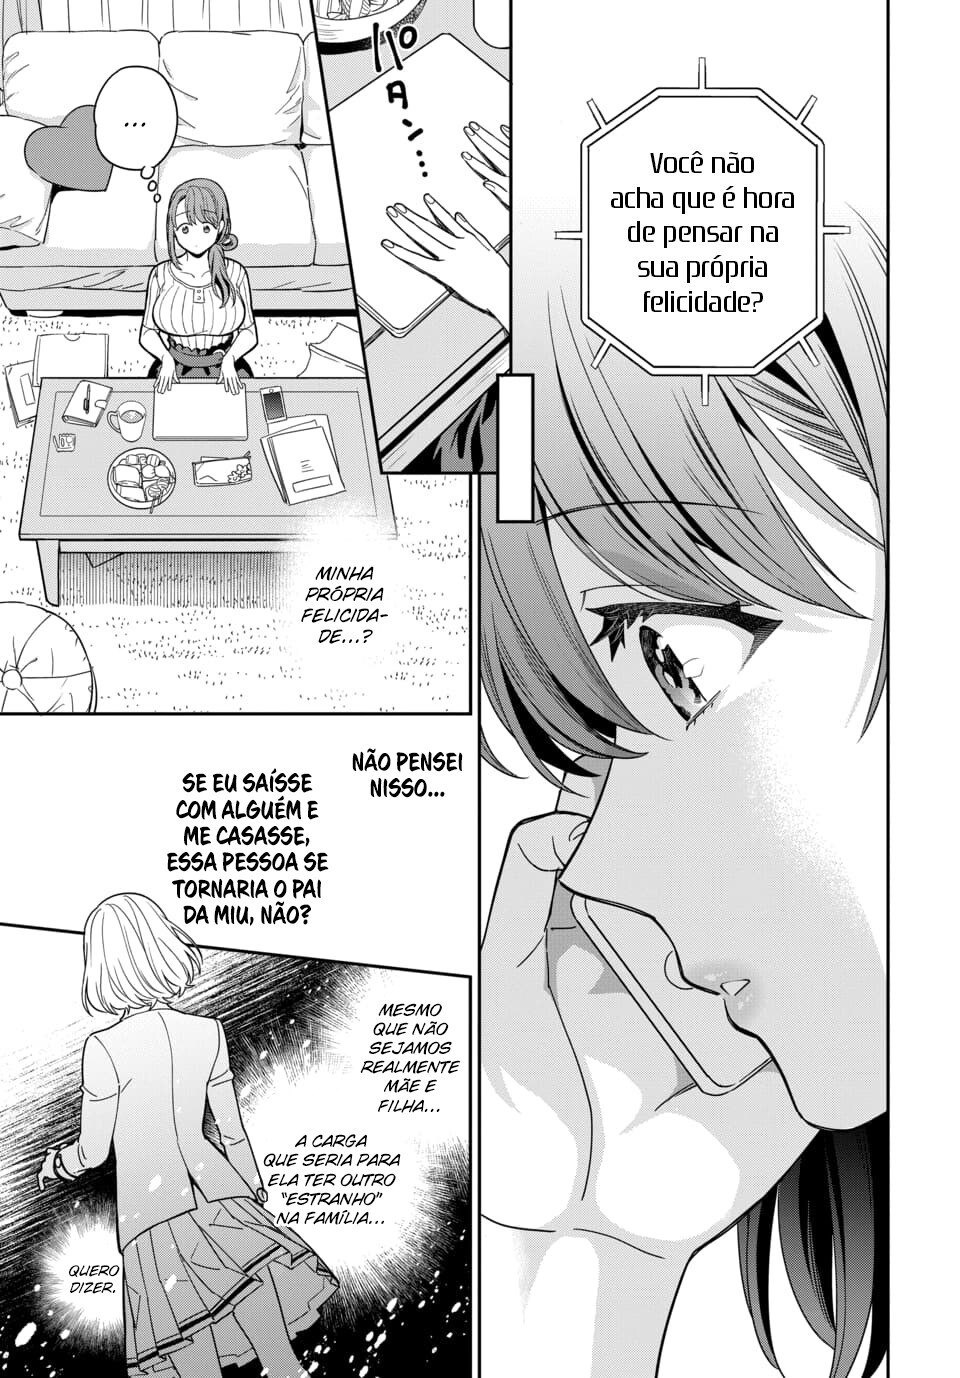 Você não
acha que é hora
de pensar na
sua própria
felicidade?
パタン…
...
MINHA
PRÓPRIA
FELICIDA-
DE...?
NÃO PENSEI
NISSO...
SE EU SAÍSSE
COM ALGUÉM E
ME CASASSE,
ESSA PESSOA SE
TORNARIA O PAI
DA MIU, NÃO?
MESMO
QUE NÃO
SEJAMOS
REALMENTE
MÃE E
FILHA...
A CARGA
QUE SERIA PARA
ELA TER OUTRO
"ESTRANHO"
NA FAMÍLIA...
QUERO
DIZER.